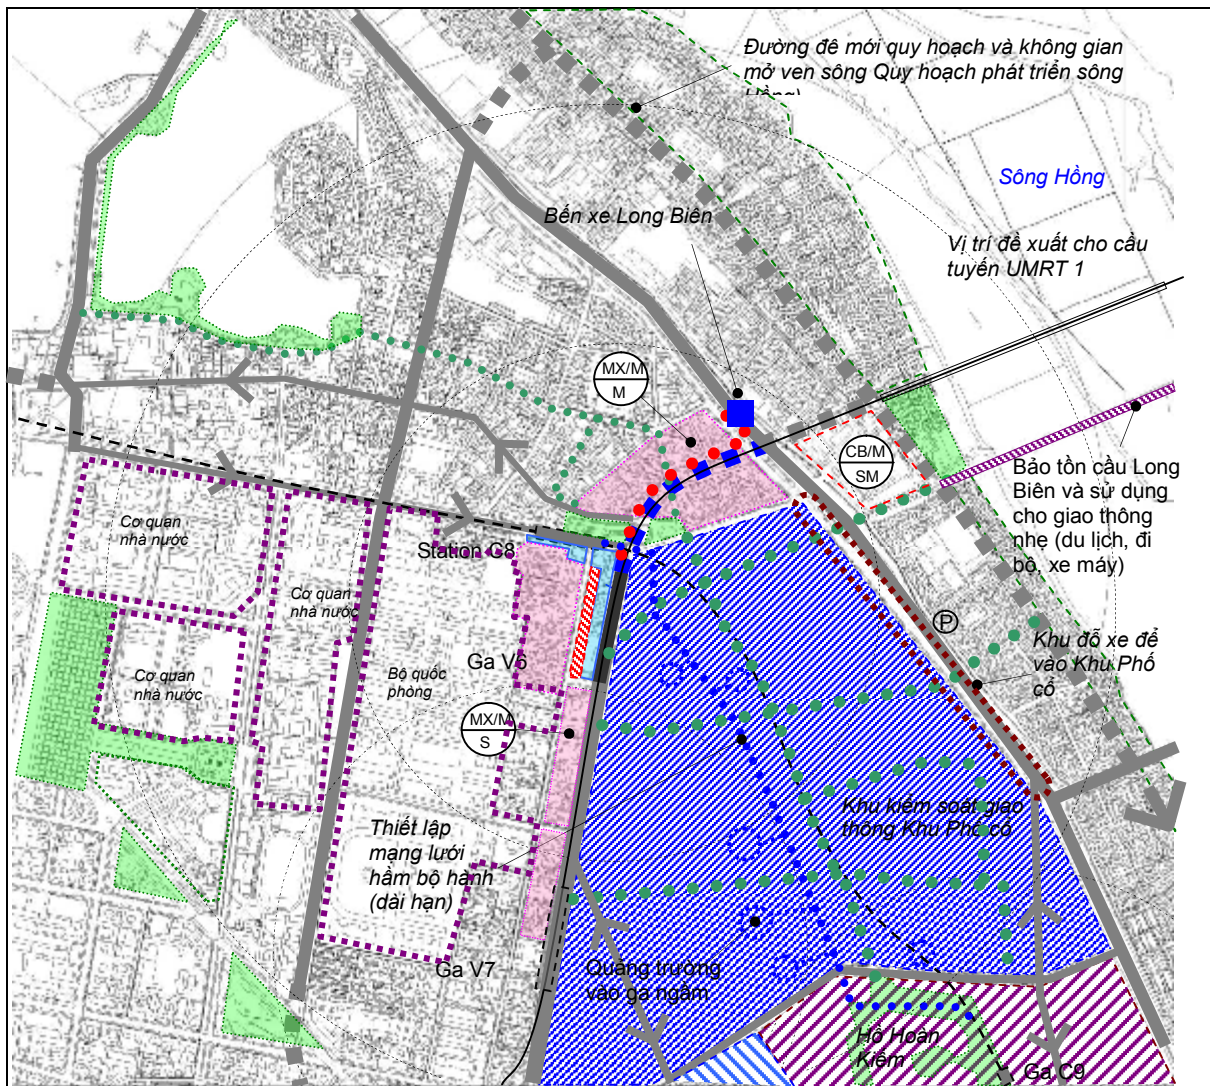 Đường đê mới quy hoạch và không gian
mở ven sông Quy hoạch phát triển sông
Hồng)
Sông Hồng
Bến xe Long Biên
Vị trí đề xuất cho cầu
tuyến UMRT 1
MX/M
M
CB/M
SM
Bảo tồn cầu Long
Biên và sử dụng
cho giao thông
nhẹ (du lịch, đi
bộ, xe máy)
Cơ quan
nhà nước
Station C8
Cơ quan
nhà nước
P
Khu đỗ xe để
vào Khu Phố
cổ
Ga V6
Cơ quan
nhà nước
Bộ quốc
phòng
MX/M
S
Khu kiểm soát giao
thông Khu Phố cổ
Thiết lập
mạng lưới
hầm bộ hành
(dài hạn)
Ga V7
Quảng trường
vào ga ngầm
Hồ Hoàn
Kiếm
Ga C9